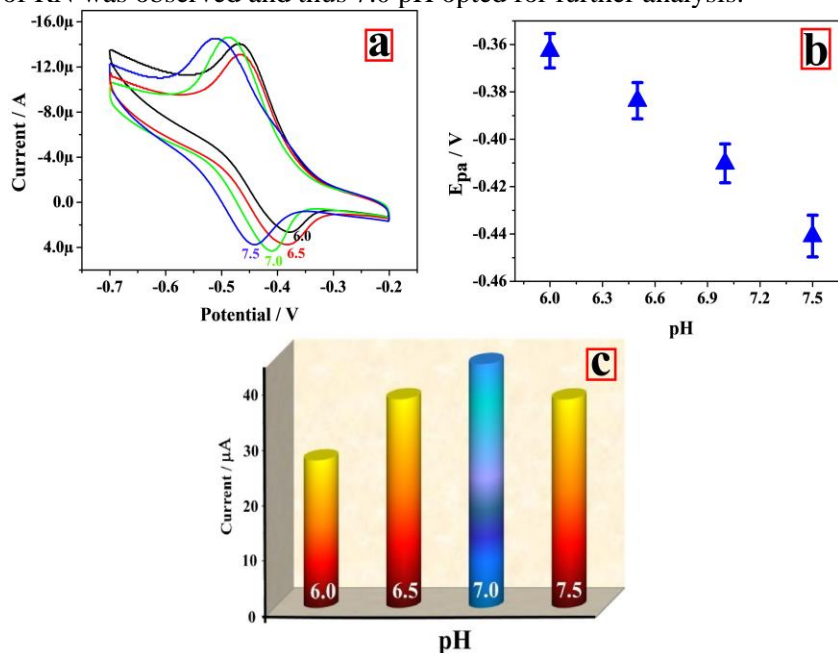 of RN was observed and thus 7.0 pH opted for further analysis.
a
-16.0μ
-12.0μ
-8.0μ
-4.0μ
0.0
4.0μ
Current / A
6.0
7.5
7.0
6.5
-0.7
-0.6
-0.5
-0.4
-0.3
-0.2
Potential / V
b
-0.36
-0.38
-0.40
-0.42
-0.44
-0.46
Epa / V
6.0
6.3
6.6
6.9
7.2
7.5
pH
c
40
30
20
10
0
Current / μA
6.0
6.5
7.0
7.5
pH